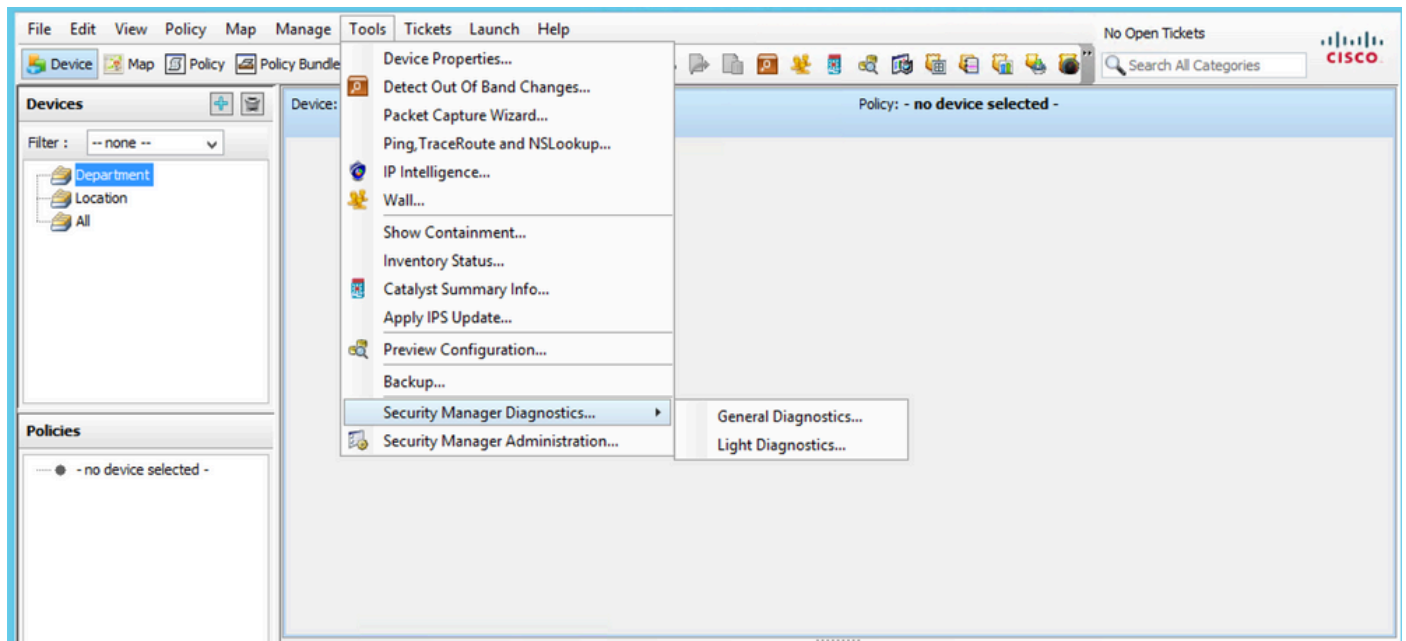 File Edit View Policy Map Manage Tools Tickets Launch Help
No Open Tickets
CISCO
Device Map Policy Policy Bundle
Search All Categories
Device Properties...
Detect Out Of Band Changes...
Packet Capture Wizard...
Ping,TraceRoute and NSLookup...
IP Intelligence...
Wall...
Show Containment...
Inventory Status...
Catalyst Summary Info...
Apply IPS Update...
Preview Configuration...
Backup...
Security Manager Diagnostics...
Security Manager Administration...
General Diagnostics...
Light Diagnostics...
Devices
Filter : -- none --
Department
Location
All
Device:
Policy: - no device selected -
Policies
- no device selected -